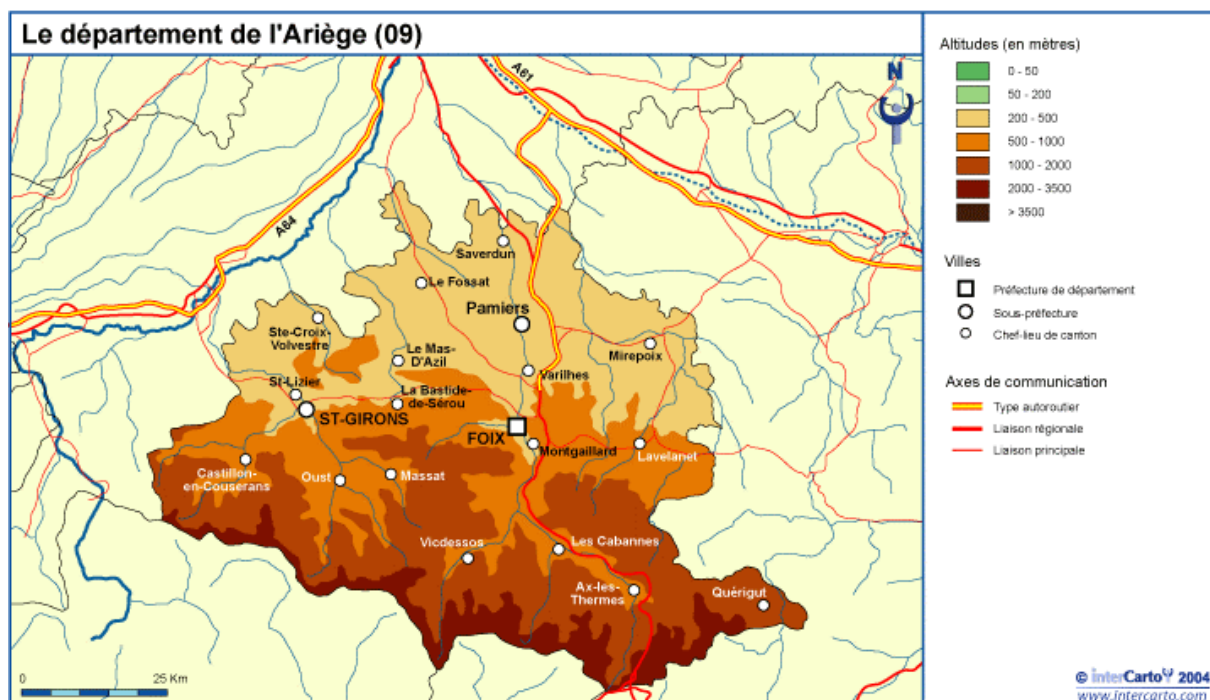 Le département de l'Ariège (09)
A61
A64
Saverdun
Le Fossat
Pamiers
Ste-Croix-
Volvestre
Le Mas-
D'Azil
Mirepoix
Varilhes
St-Lizier
La Bastide-
de-Sérou
ST-GIRONS
FOIX
Montgaillard
Lavelanet
Castillon-
en-Couserans
Oust
Massat
Vicdessos
Les Cabannes
Ax-les-
Thermes
Quérigut
0 25 Km
Altitudes (en mètres)
N
0 - 50
50 - 200
200 - 500
500 - 1000
1000 - 2000
2000 - 3500
> 3500
Villes
Préfecture de département
Sous-préfecture
Chef-lieu de canton
Axes de communication
Type autoroutier
Liaison régionale
Liaison principale
© interCarto 2004
www.intercarto.com